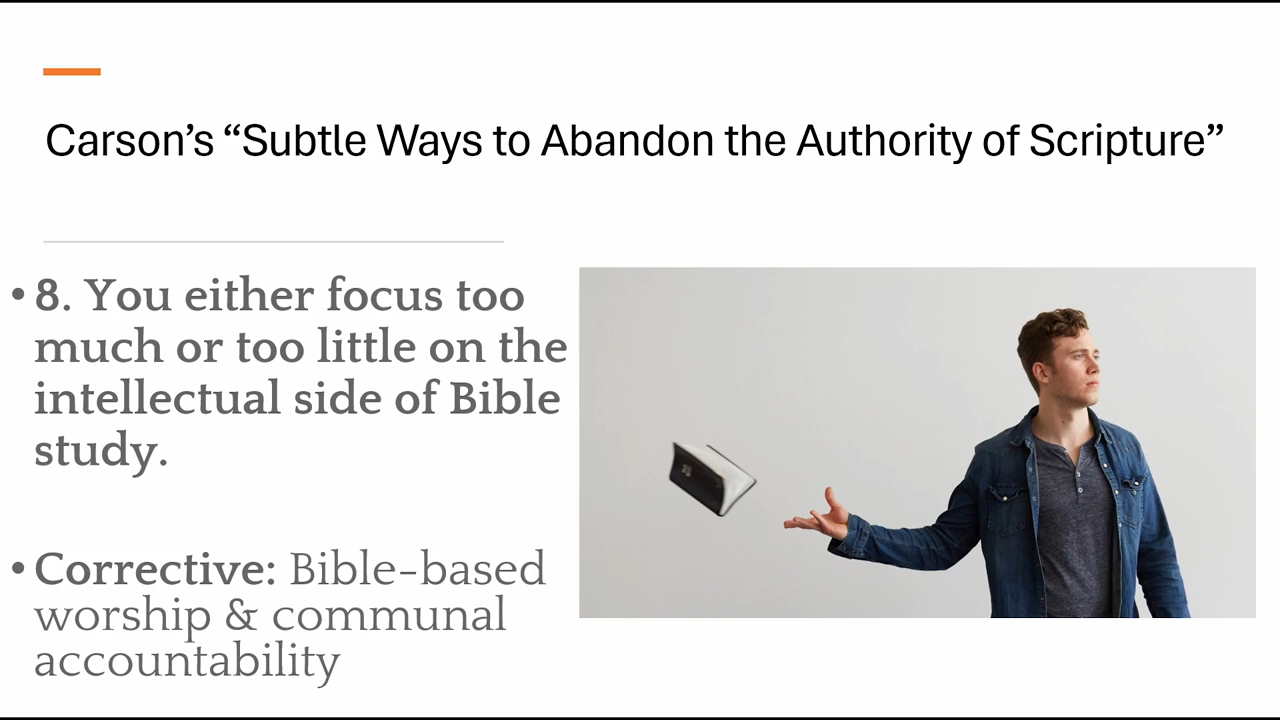 Carson’s “Subtle Ways to Abandon the Authority of Scripture”
• 8. You either focus too
much or too little on the
intellectual side of Bible
study.
• Corrective: Bible-based
worship & communal
accountability